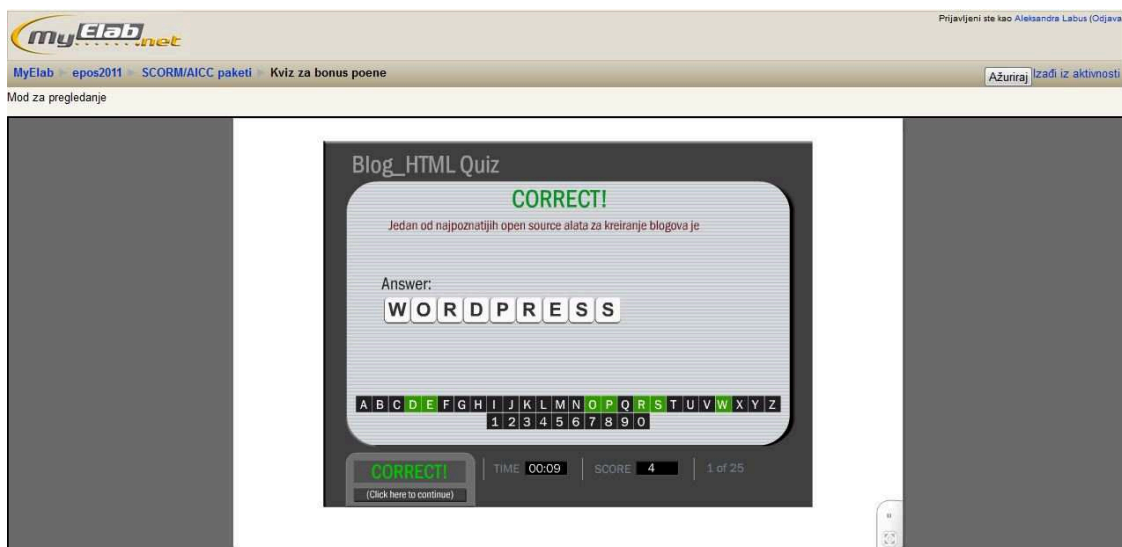 myElab.net
Prijavljeni ste kao Aleksandra Labus (Odjava
MyElab epos2011 SCORM/AICC paketi Kviz za bonus poene
Ažuriraj Izađi iz aktivnosti
Mod za pregledanje
Blog_HTML Quiz
CORRECT!
Jedan od najpoznatijih open source alata za kreiranje blogova je
Answer:
WORDPRESS
A B C D E F G H I J K L M N O P Q R S T U V W X Y Z
1 2 3 4 5 6 7 8 9 0
CORRECT! TIME 00:09 SCORE 4 1 of 25
(Click here to continue)